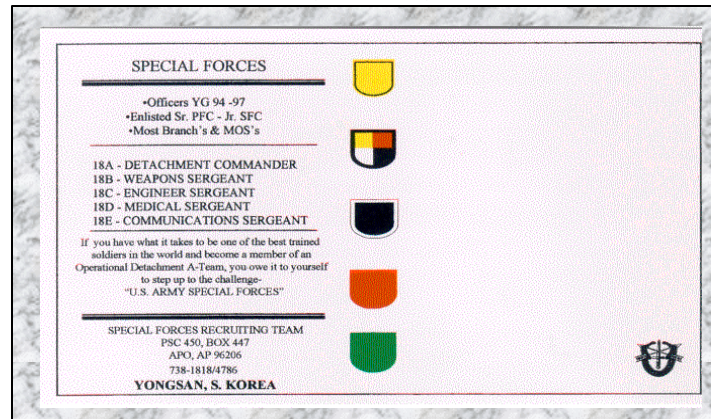 SPECIAL FORCES
•Officers YG 94 -97
•Enlisted Sr. PFC - Jr. SFC
•Most Branch's & MOS's
18A - DETACHMENT COMMANDER
18B - WEAPONS SERGEANT
18C - ENGINEER SERGEANT
18D - MEDICAL SERGEANT
18E - COMMUNICATIONS SERGEANT
If you have what it takes to be one of the best trained
soldiers in the world and become a member of an
Operational Detachment A-Team, you owe it to yourself
to step up to the challenge-
"U.S. ARMY SPECIAL FORCES"
SPECIAL FORCES RECRUITING TEAM
PSC 450, BOX 447
APO, AP 96206
738-1818/4786
YONGSAN, S. KOREA